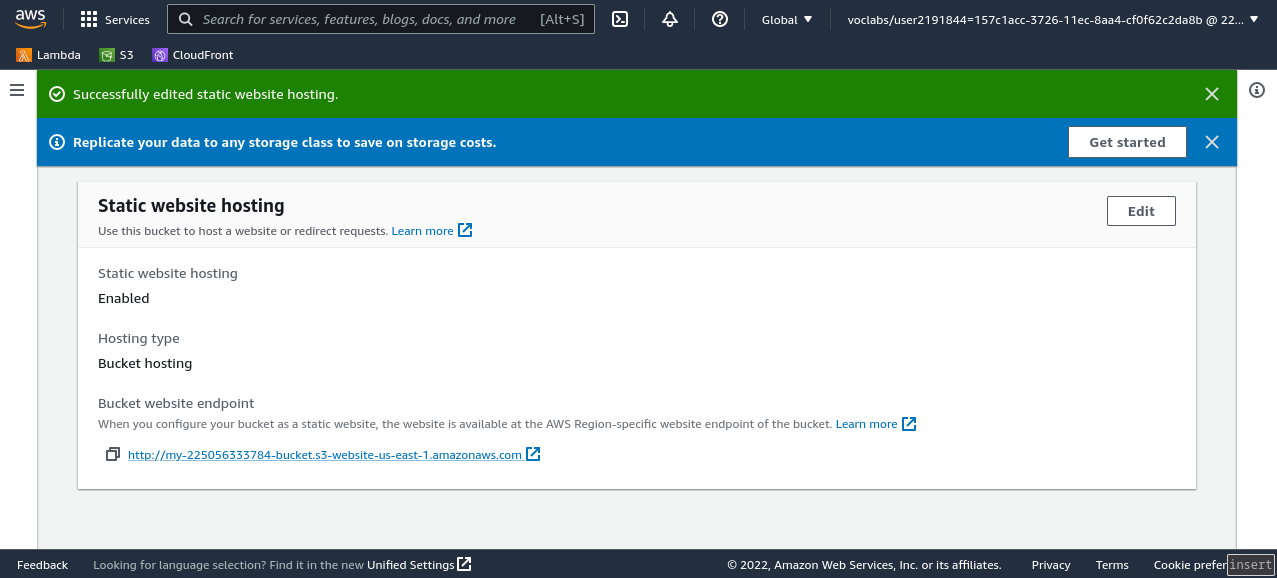 aws
Services
Search for services, features, blogs, docs, and more [Alt+S]
Global
voclabs/user2191844=157c1acc-3726-11ec-8aa4-cf0f62c2da8b @ 22...
Lambda
S3
CloudFront
Successfully edited static website hosting.
Replicate your data to any storage class to save on storage costs.
Get started
Static website hosting
Edit
Use this bucket to host a website or redirect requests. Learn more
Static website hosting
Enabled
Hosting type
Bucket hosting
Bucket website endpoint
When you configure your bucket as a static website, the website is available at the AWS Region-specific website endpoint of the bucket. Learn more
http://my-225056333784-bucket.s3-website-us-east-1.amazonaws.com
Feedback
Looking for language selection? Find it in the new Unified Settings
© 2022, Amazon Web Services, Inc. or its affiliates.
Privacy
Terms
Cookie prefer
insert